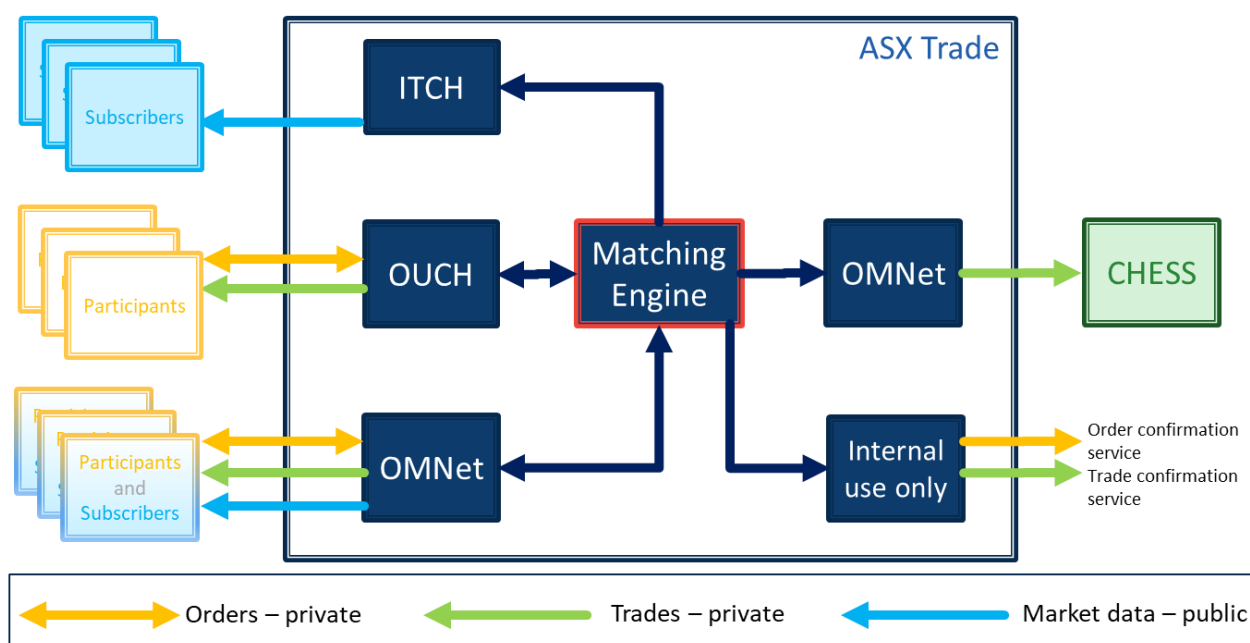 ASX Trade
ITCH
Subscribers
OUCH
Matching
Engine
OMNet
CHESS
Participants
OMNet
Internal
use only
Order confirmation
service
Trade confirmation
service
Participants
and
Subscribers
Orders – private
Trades – private
Market data – public